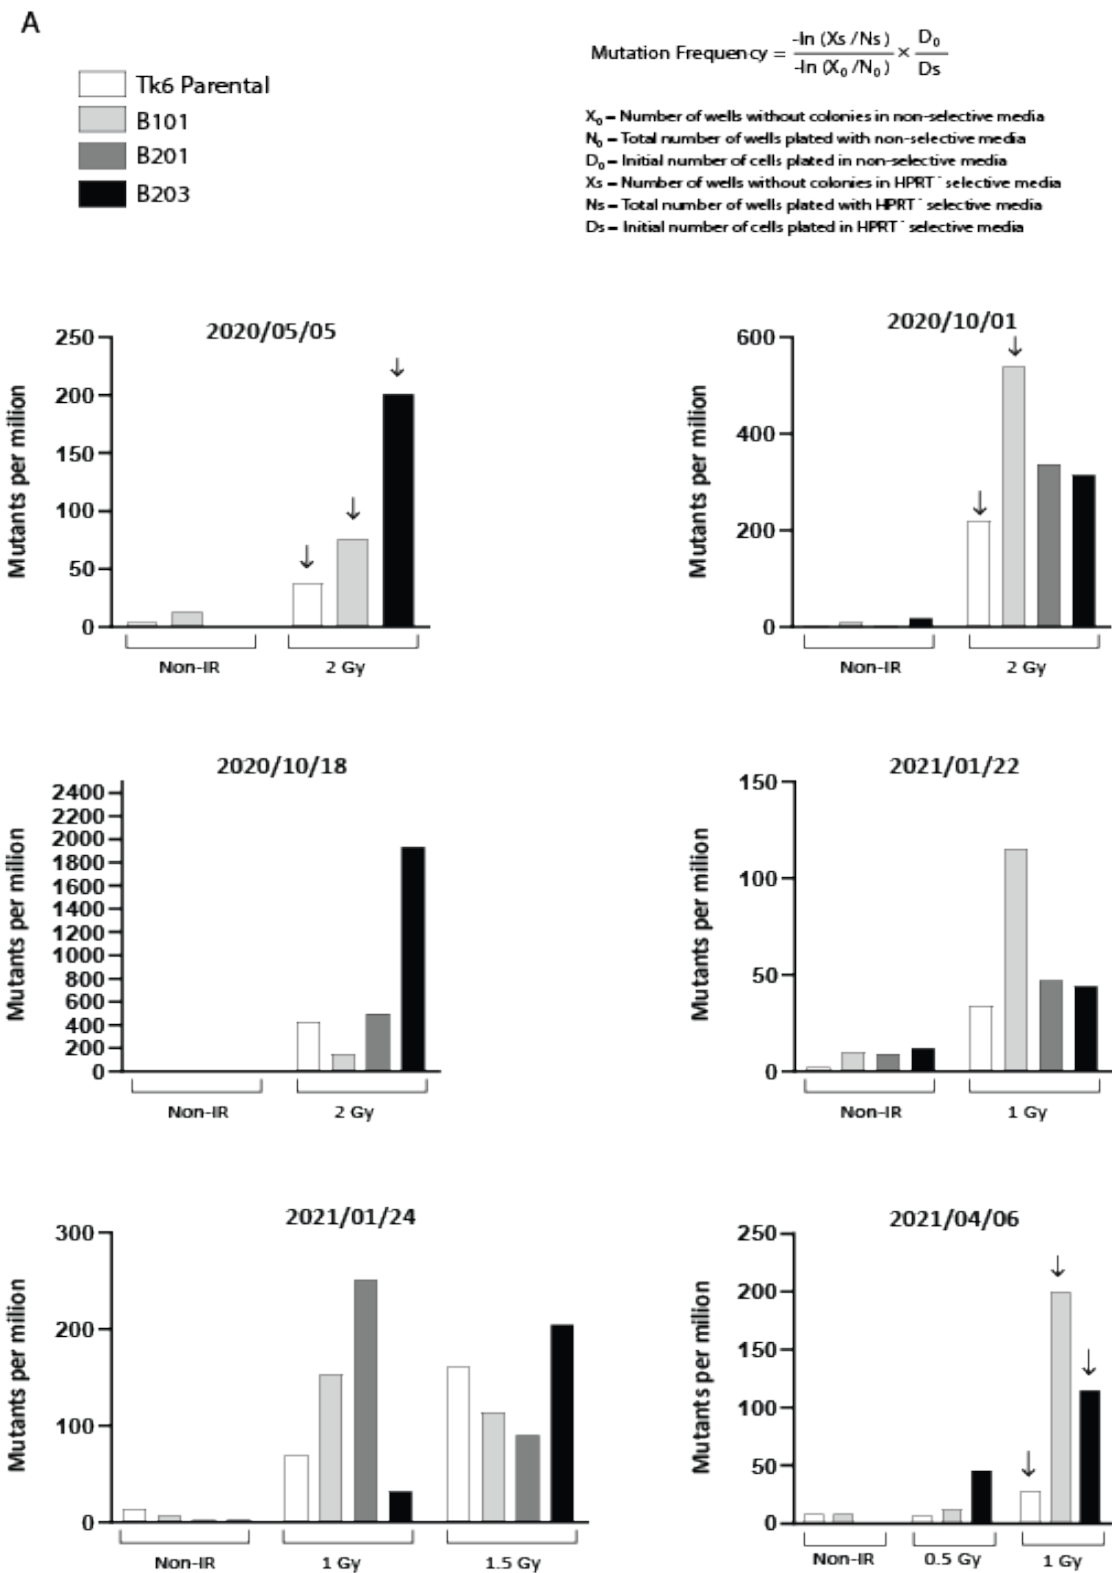 A
Tk6 Parental
B101
B201
B203
Mutation Frequency = -ln (Xs /Ns) / -ln (X₀ /N₀) × D₀ / Ds
X₀ – Number of wells without colonies in non-selective media
N₀ – Total number of wells plated with non-selective media
D₀ – Initial number of cells plated in non-selective media
Xs – Number of wells without colonies in HPRT⁻ selective media
Ns – Total number of wells plated with HPRT⁻ selective media
Ds – Initial number of cells plated in HPRT⁻ selective media
2020/05/05
Mutants per milion
250
200
150
100
50
0
Non-IR
2 Gy
2020/10/01
Mutants per milion
600
400
200
0
Non-IR
2 Gy
2020/10/18
Mutants per milion
2400
2200
2000
1800
1600
1400
1200
1000
800
600
400
200
0
Non-IR
2 Gy
2021/01/22
Mutants per milion
150
100
50
0
Non-IR
1 Gy
2021/01/24
Mutants per milion
300
200
100
0
Non-IR
1 Gy
1.5 Gy
2021/04/06
Mutants per milion
250
200
150
100
50
0
Non-IR
0.5 Gy
1 Gy